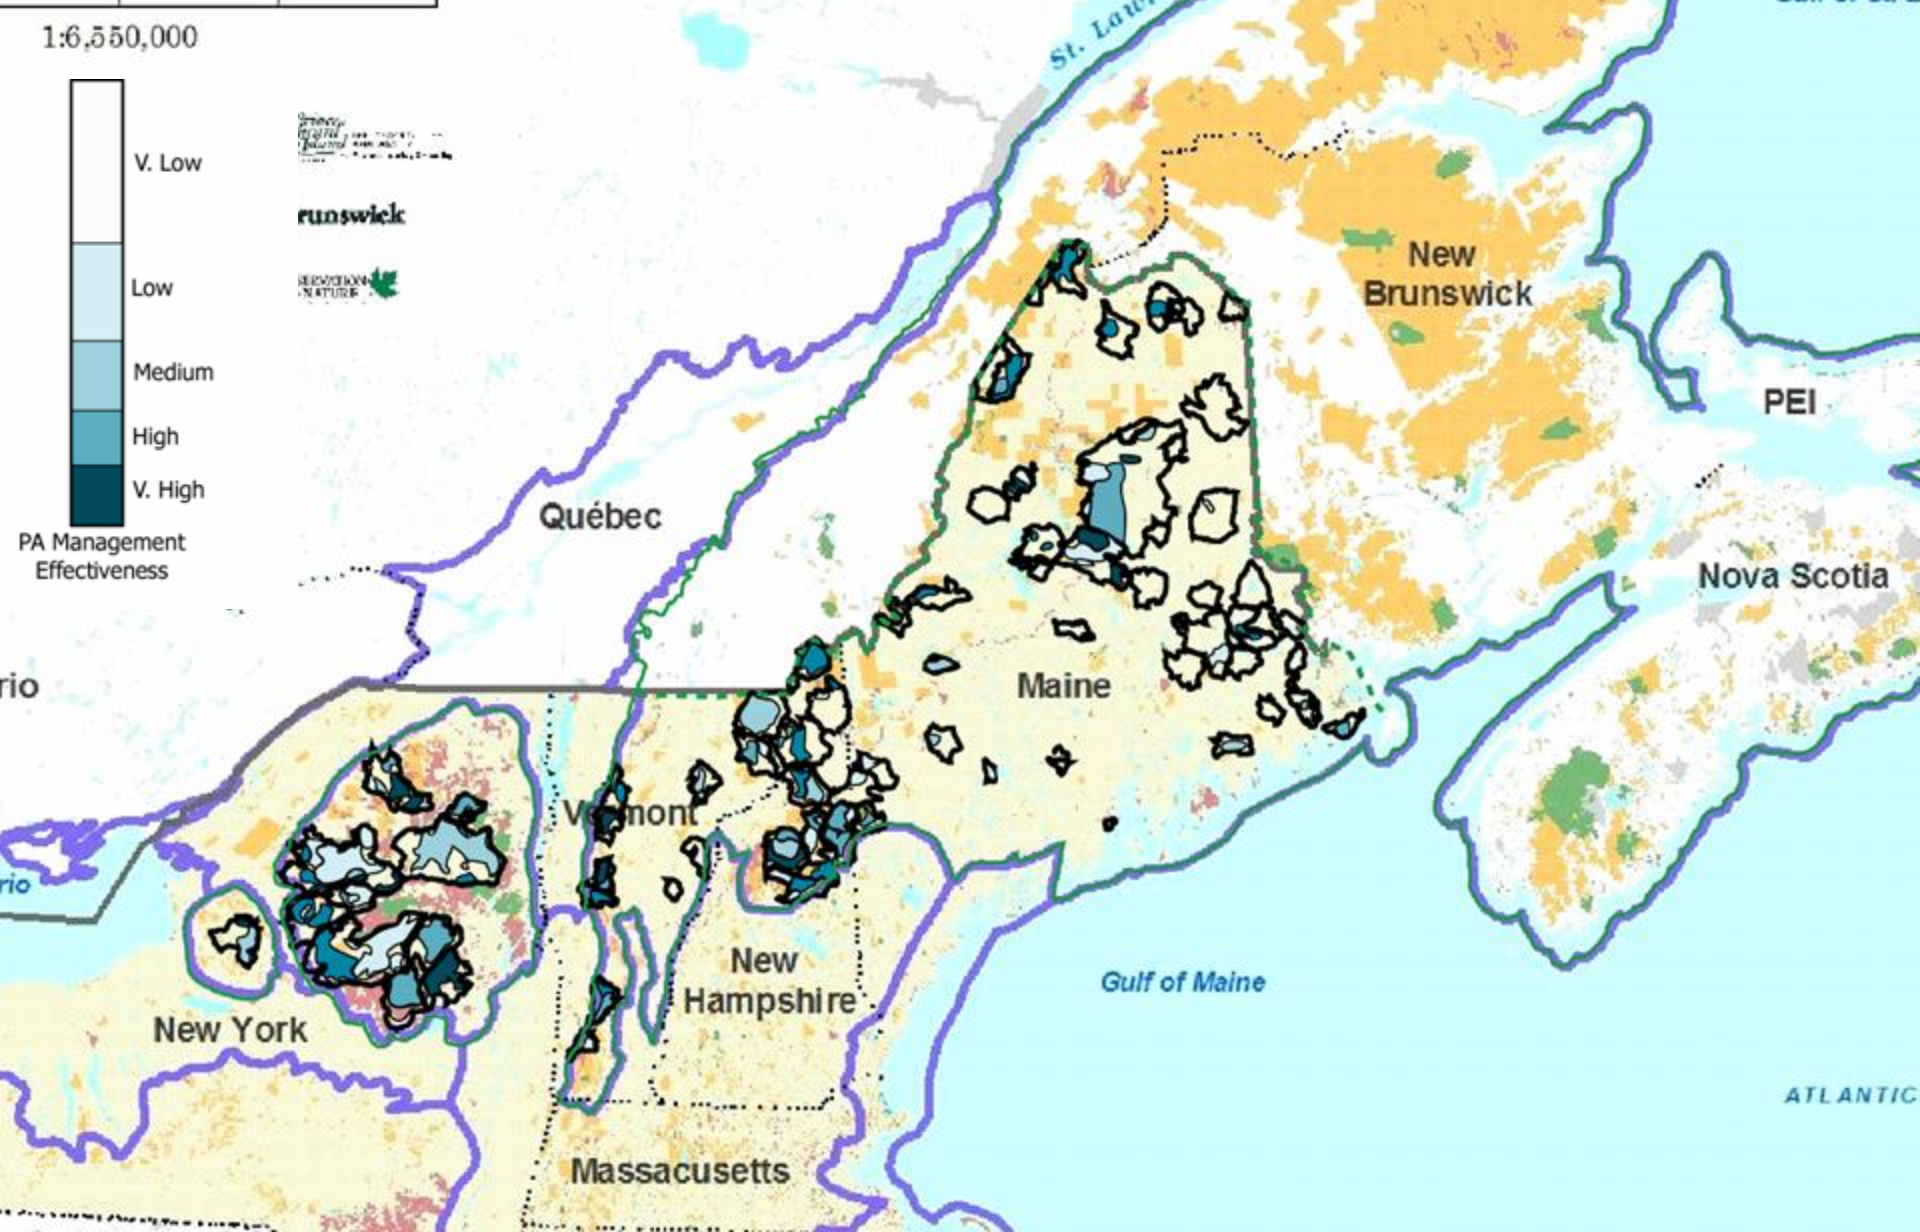 1:6,550,000
V. Low
Low
Medium
High
V. High
PA Management
Effectiveness
runswick
St. Law
New
Brunswick
PEI
Québec
Nova Scotia
rio
Maine
Vermont
rio
New
Hampshire
Gulf of Maine
New York
ATLANTIC
Massacusetts